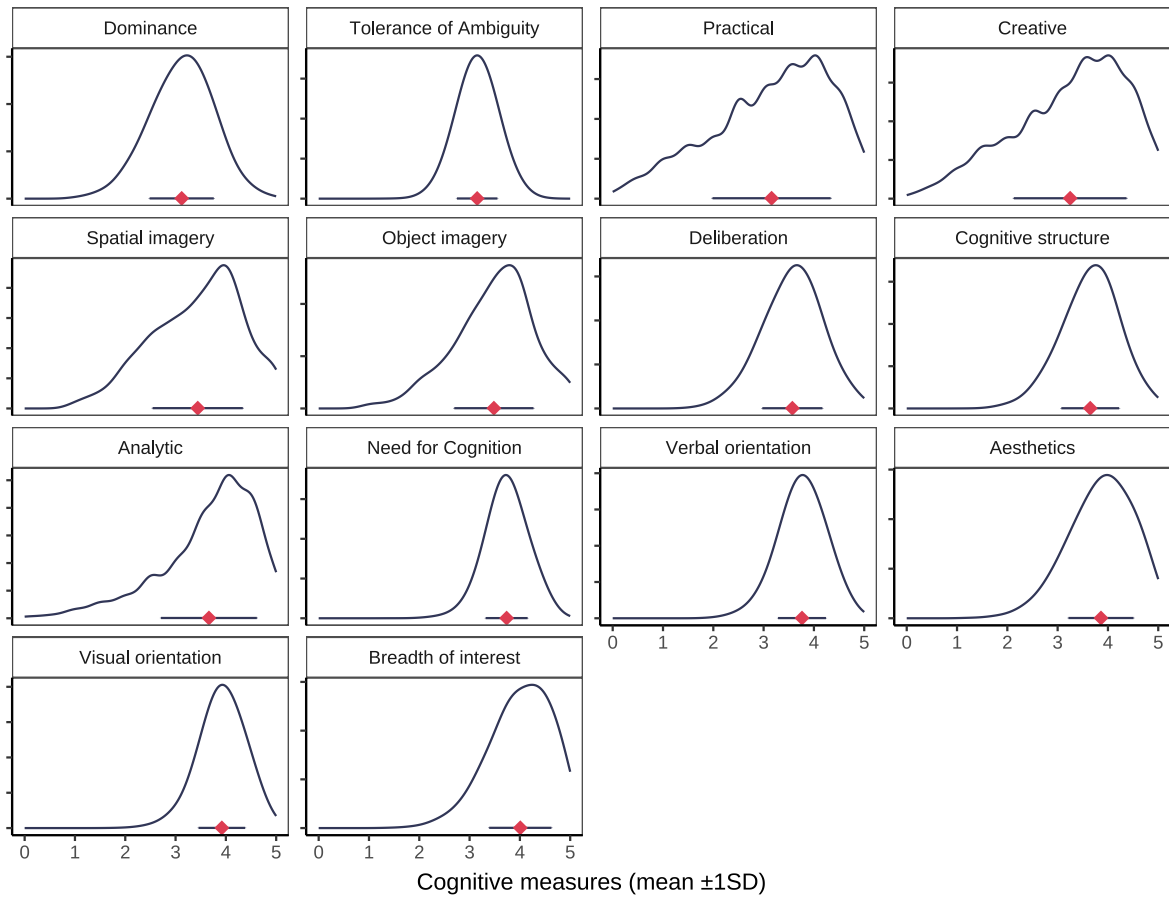 Dominance
Tolerance of Ambiguity
Practical
Creative
Spatial imagery
Object imagery
Deliberation
Cognitive structure
Analytic
Need for Cognition
Verbal orientation
Aesthetics
0 1 2 3 4 5
0 1 2 3 4 5
Visual orientation
Breadth of interest
0 1 2 3 4 5
0 1 2 3 4 5
Cognitive measures (mean ±1SD)